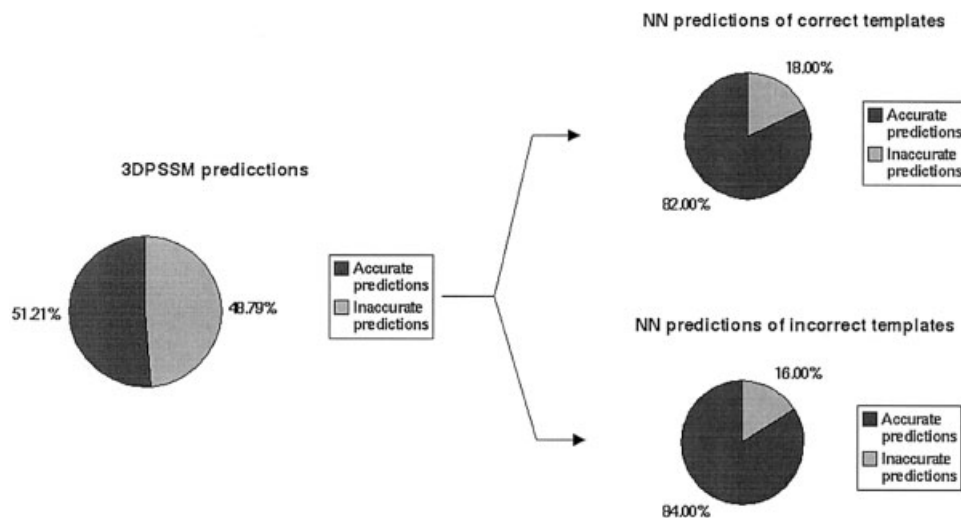 NN predictions of correct templates
18.00%
Accurate
predictions
Inaccurate
predictions
82.00%
3DPSSM predicctions
51.21%
48.79%
Accurate
predictions
Inaccurate
predictions
NN predictions of incorrect templates
16.00%
Accurate
predictions
Inaccurate
predictions
84.00%